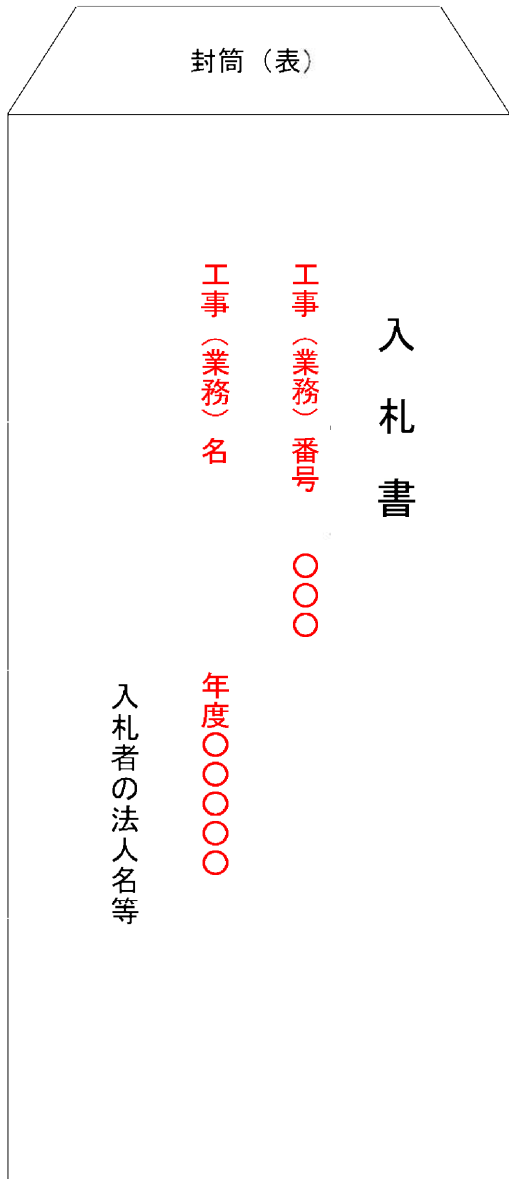 封筒（表）
入札書
工事（業務）番号　〇〇〇
工事（業務）名　年度〇〇〇〇〇
入札者の法人名等